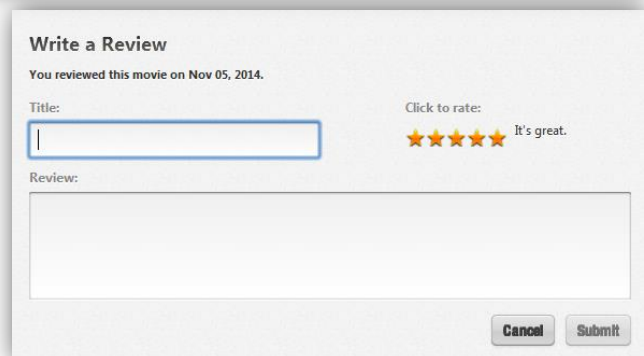 Write a Review
You reviewed this movie on Nov 05, 2014.
Title:
Click to rate:
It's great.
Review:
Cancel
Submit